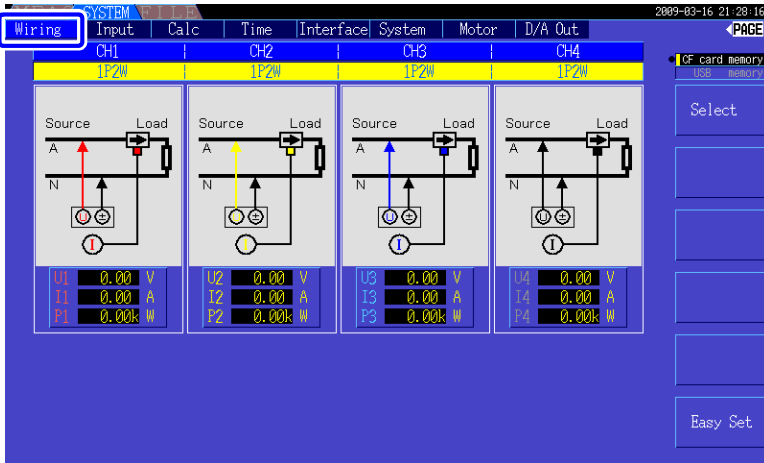 MEAS SYSTEM FILE 2009-03-16 21:28:16
Wiring Input Calc Time Interface System Motor D/A Out PAGE
CH1 CH2 CH3 CH4
1P2W 1P2W 1P2W 1P2W
CF card memory
USB memory
Select
Source Load Source Load Source Load Source Load
A A A A
N N N N
U ± U ± U ± U ±
I I I I
U1 0.00 V U2 0.00 V U3 0.00 V U4 0.00 V
I1 0.00 A I2 0.00 A I3 0.00 A I4 0.00 A
P1 0.00k W P2 0.00k W P3 0.00k W P4 0.00k W
Easy Set